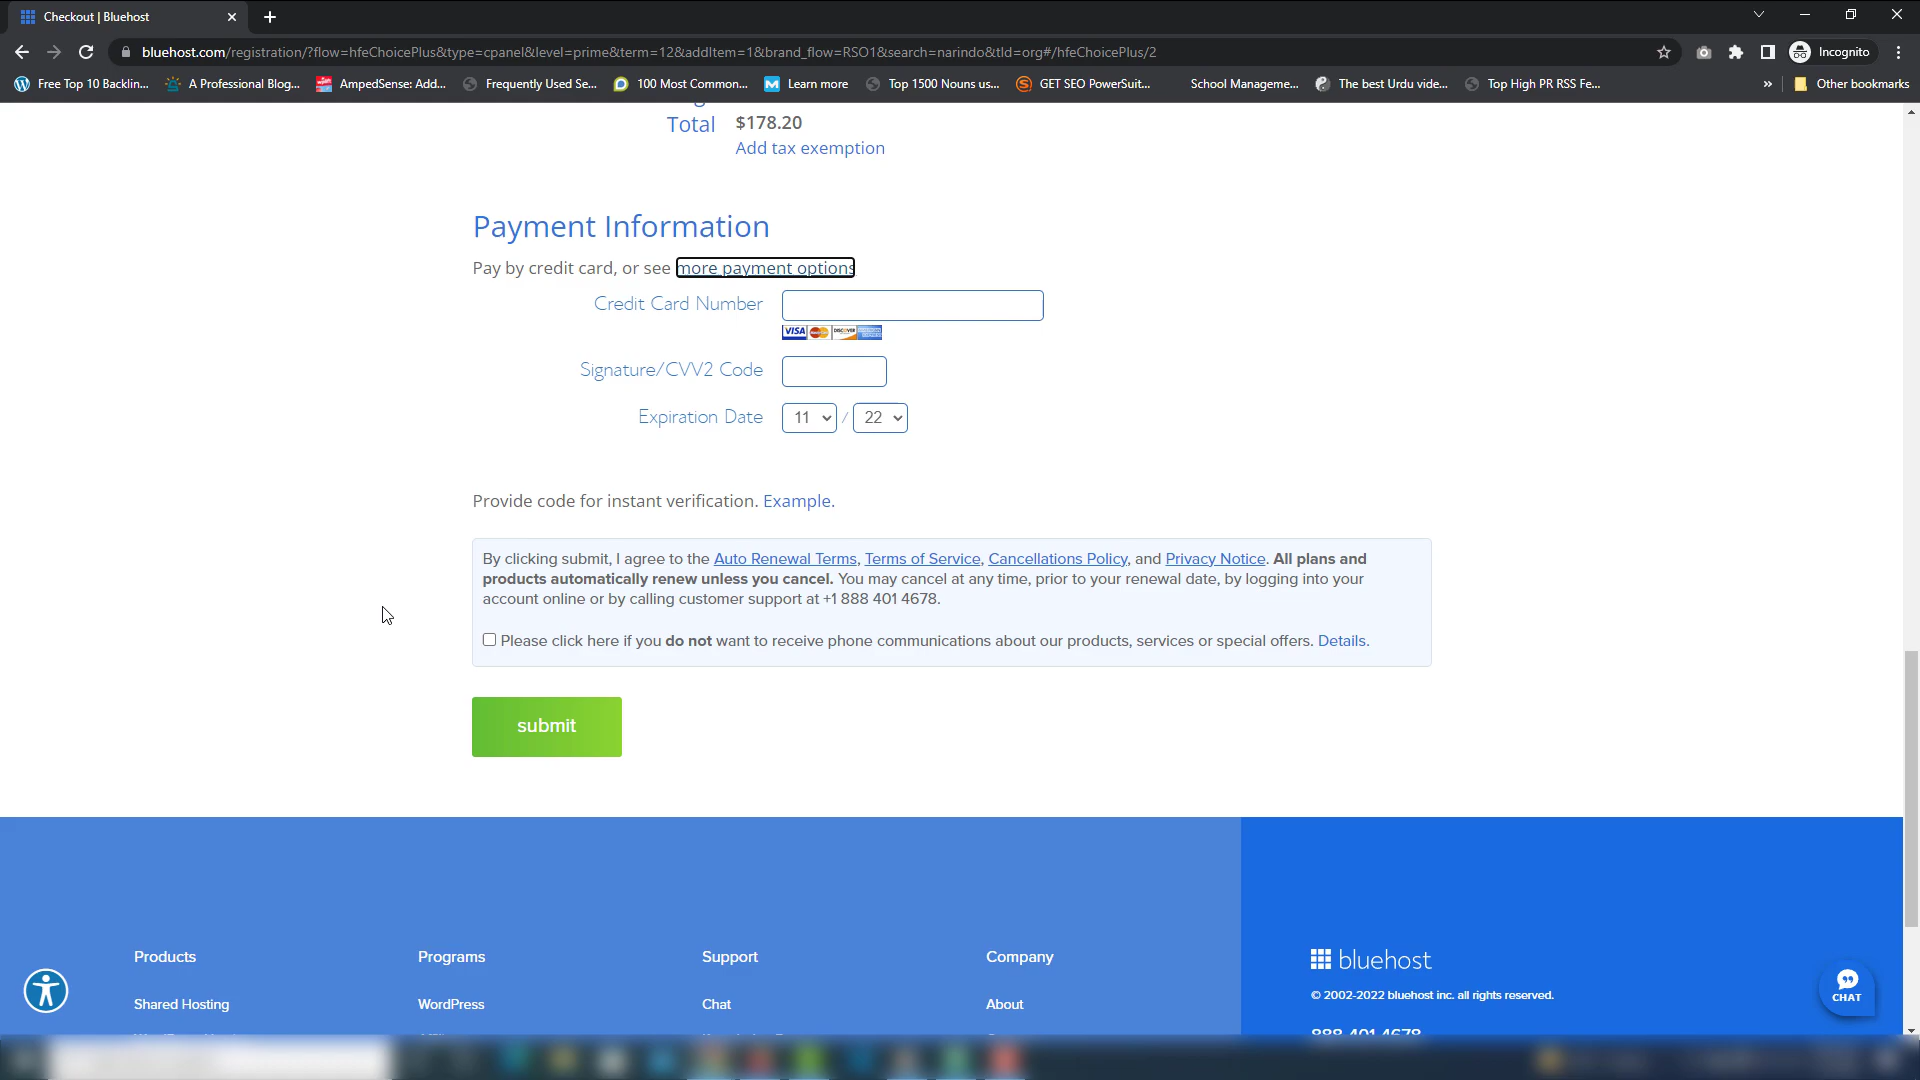 Checkout | Bluehost
bluehost.com/registration/?flow=hfeChoicePlus&type=cpanel&level=prime&term=12&addItem=1&brand_flow=RSO1&search=narindo&tld=org#/hfeChoicePlus/2
Incognito
Free Top 10 Backlin...
A Professional Blog...
AmpedSense: Add...
Frequently Used Se...
100 Most Common...
Learn more
Top 1500 Nouns us...
GET SEO PowerSuit...
School Manageme...
The best Urdu vide...
Top High PR RSS Fe...
Other bookmarks
Total $178.20
Add tax exemption
Payment Information
Pay by credit card, or see more payment options
Credit Card Number
VISA MasterCard DISCOVER
Signature/CVV2 Code
Expiration Date 11 / 22
Provide code for instant verification. Example.
By clicking submit, I agree to the Auto Renewal Terms, Terms of Service, Cancellations Policy, and Privacy Notice. All plans and
products automatically renew unless you cancel. You may cancel at any time, prior to your renewal date, by logging into your
account online or by calling customer support at +1 888 401 4678.
Please click here if you do not want to receive phone communications about our products, services or special offers. Details.
submit
Products
Programs
Support
Company
bluehost
Shared Hosting
WordPress
Chat
About
© 2002-2022 bluehost inc. all rights reserved.
888 401 4678
CHAT